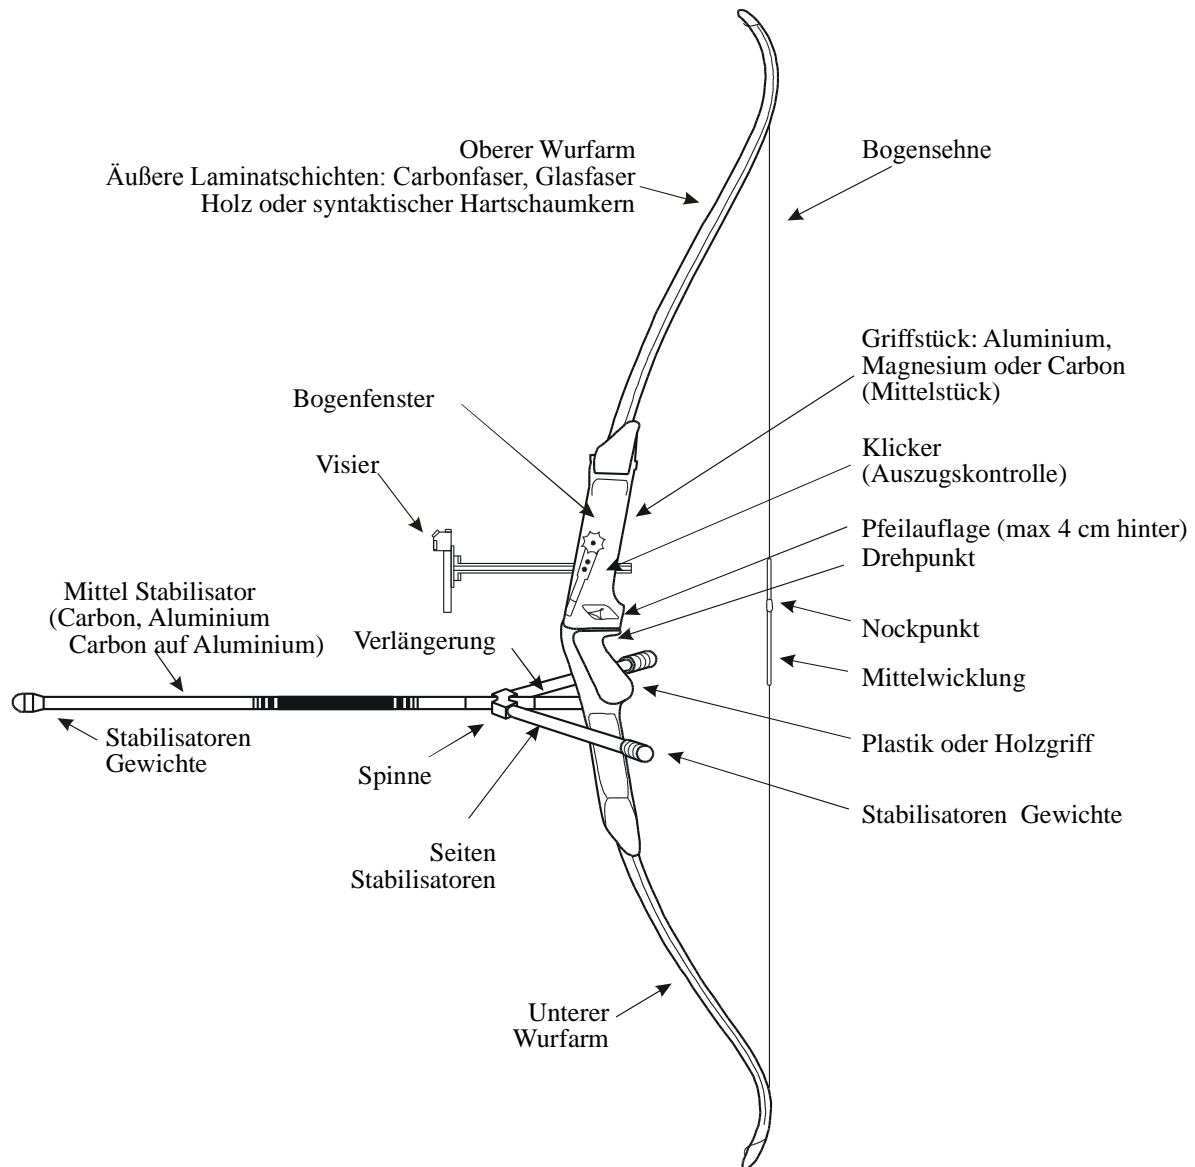 Oberer Wurfarm
Äußere Laminatschichten: Carbonfaser, Glasfaser
Holz oder syntaktischer Hartschaumkern
Bogensehne
Griffstück: Aluminium,
Magnesium oder Carbon
(Mittelstück)
Bogenfenster
Klicker
(Auszugskontrolle)
Visier
Pfeilauflage (max 4 cm hinter)
Drehpunkt
Mittel Stabilisator
(Carbon, Aluminium
Carbon auf Aluminium)
Verlängerung
Nockpunkt
Mittelwicklung
Stabilisatoren
Gewichte
Spinne
Plastik oder Holzgriff
Stabilisatoren Gewichte
Seiten
Stabilisatoren
Unterer
Wurfarm